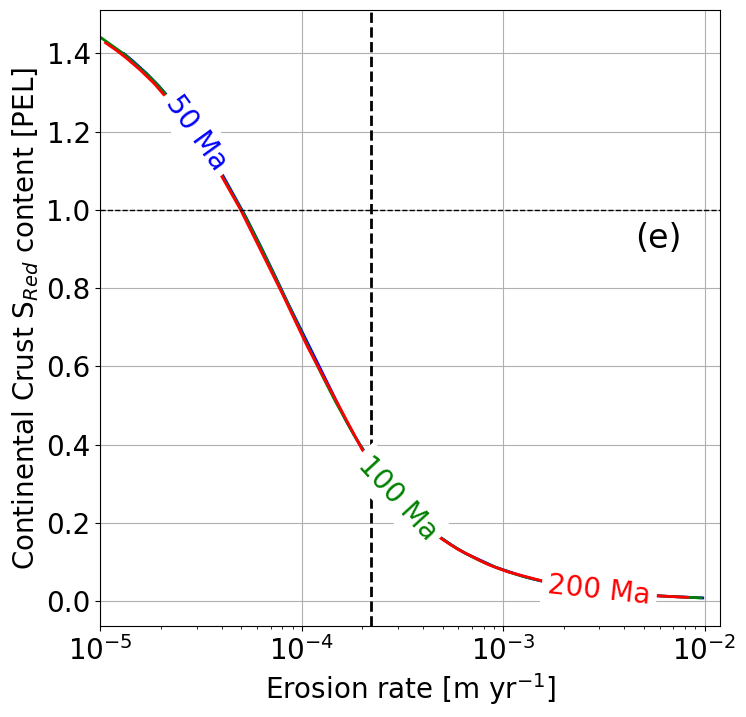 Continental Crust S_Red content [PEL]
1.4
1.2
1.0
0.8
0.6
0.4
0.2
0.0
50 Ma
(e)
100 Ma
200 Ma
10⁻⁵
10⁻⁴
10⁻³
10⁻²
Erosion rate [m yr⁻¹]